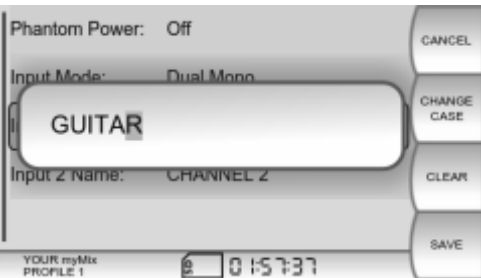 Phantom Power: Off
CANCEL
Input Mode: Dual Mono
CHANGE
CASE
GUITAR
Input 2 Name: CHANNEL 2
CLEAR
SAVE
YOUR myMix
PROFILE 1
01:57:37